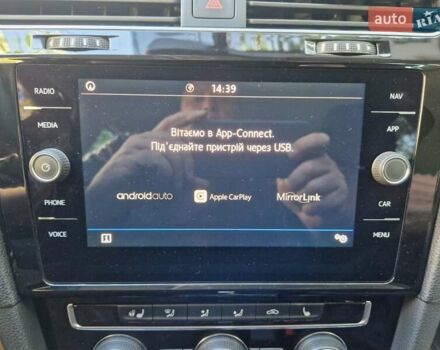 auto RIA
RADIO
14:39
NAV
MEDIA
Вітаємо в App-Connect.
Під'єднайте пристрій через USB.
APP
androidauto
Apple CarPlay
MirrorLink
PHONE
CAR
VOICE
MENU